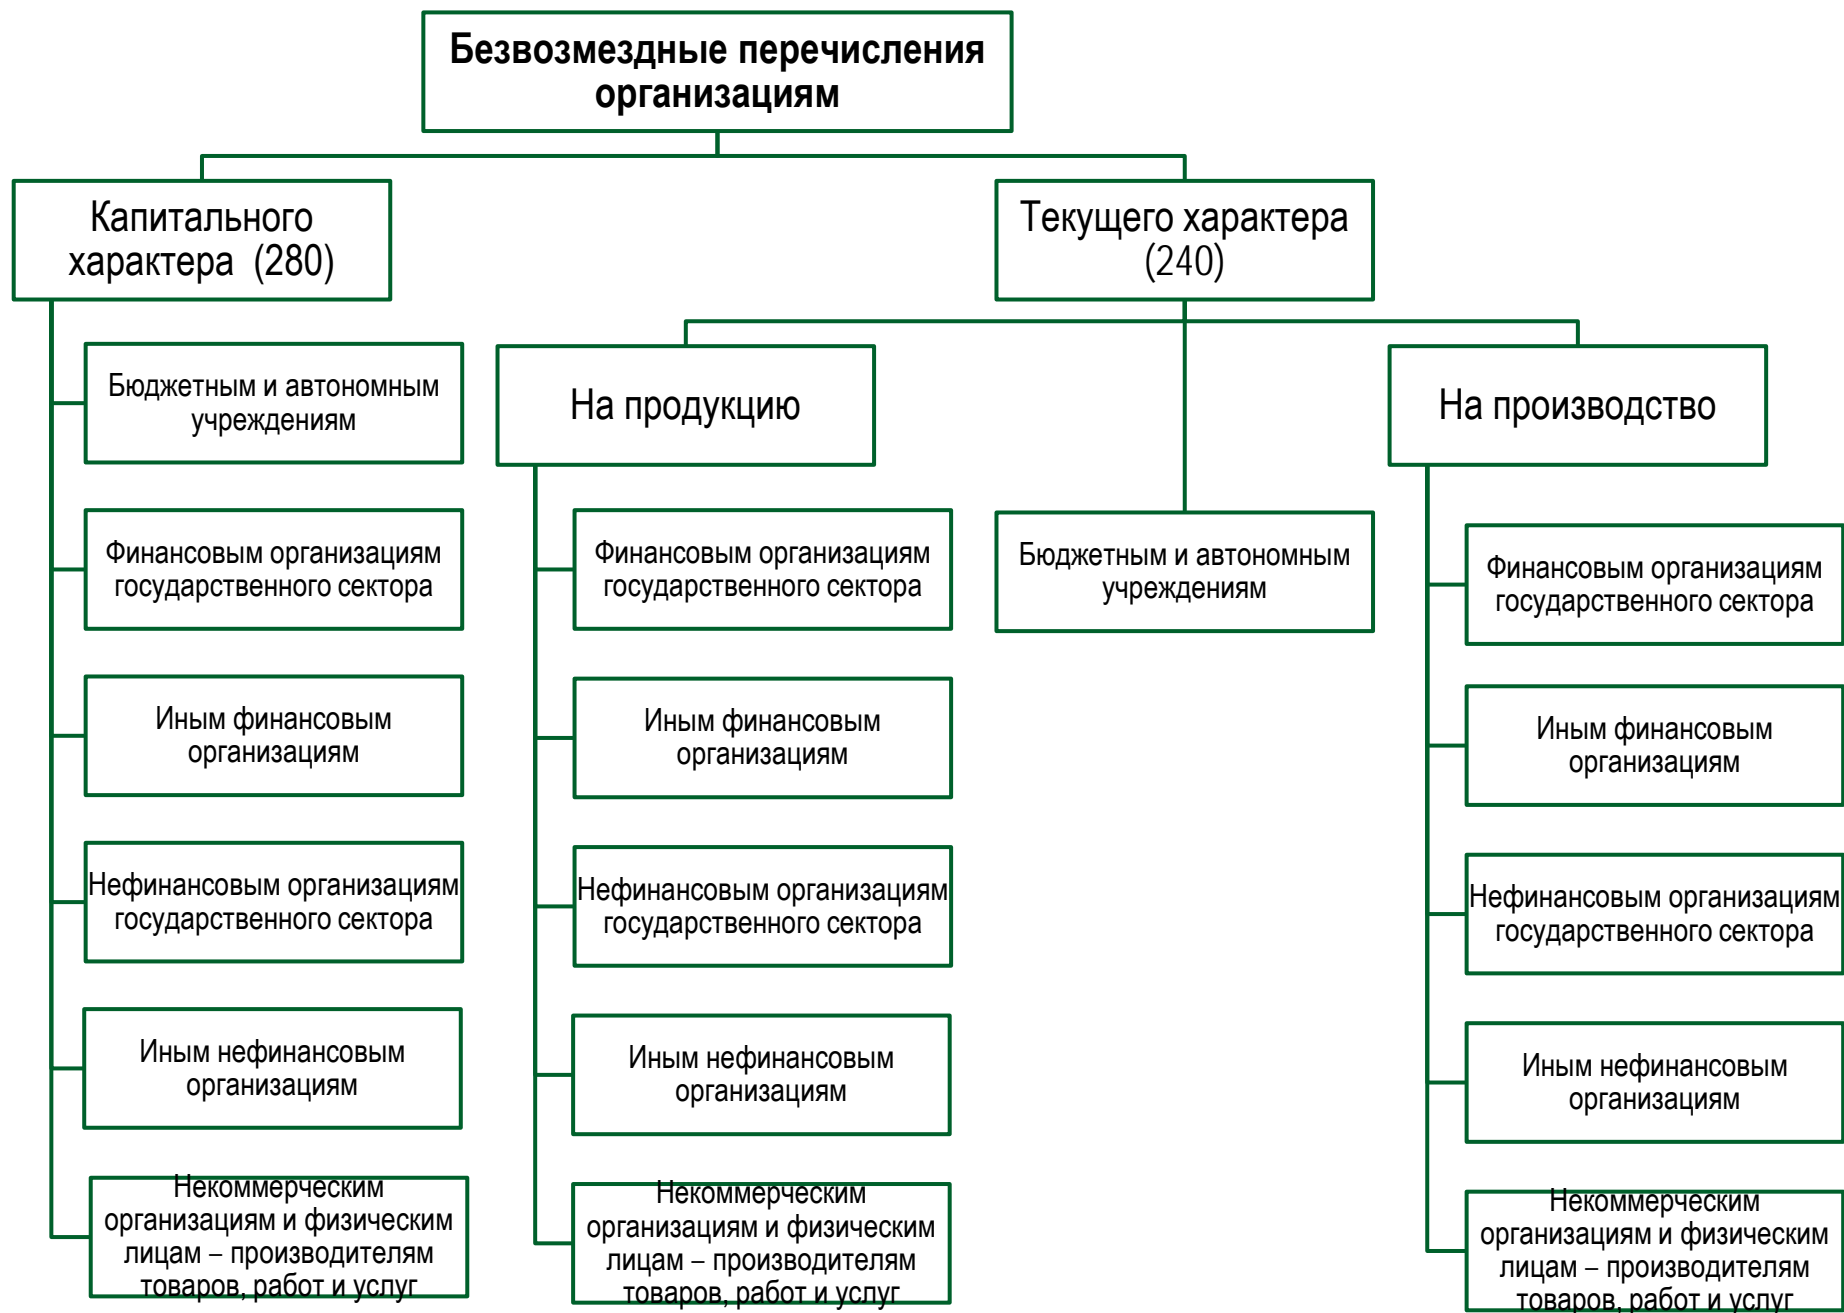 Безвозмездные перечисления
организациям
Капитального
характера (280)
Бюджетным и автономным
учреждениям
Финансовым организациям
государственного сектора
Иным финансовым
организациям
Нефинансовым организациям
государственного сектора
Иным нефинансовым
организациям
Некоммерческим
организациям и физическим
лицам – производителям
товаров, работ и услуг
Текущего характера
(240)
На продукцию
Финансовым организациям
государственного сектора
Иным финансовым
организациям
Нефинансовым организациям
государственного сектора
Иным нефинансовым
организациям
Некоммерческим
организациям и физическим
лицам – производителям
товаров, работ и услуг
Бюджетным и автономным
учреждениям
На производство
Финансовым организациям
государственного сектора
Иным финансовым
организациям
Нефинансовым организациям
государственного сектора
Иным нефинансовым
организациям
Некоммерческим
организациям и физическим
лицам – производителям
товаров, работ и услуг